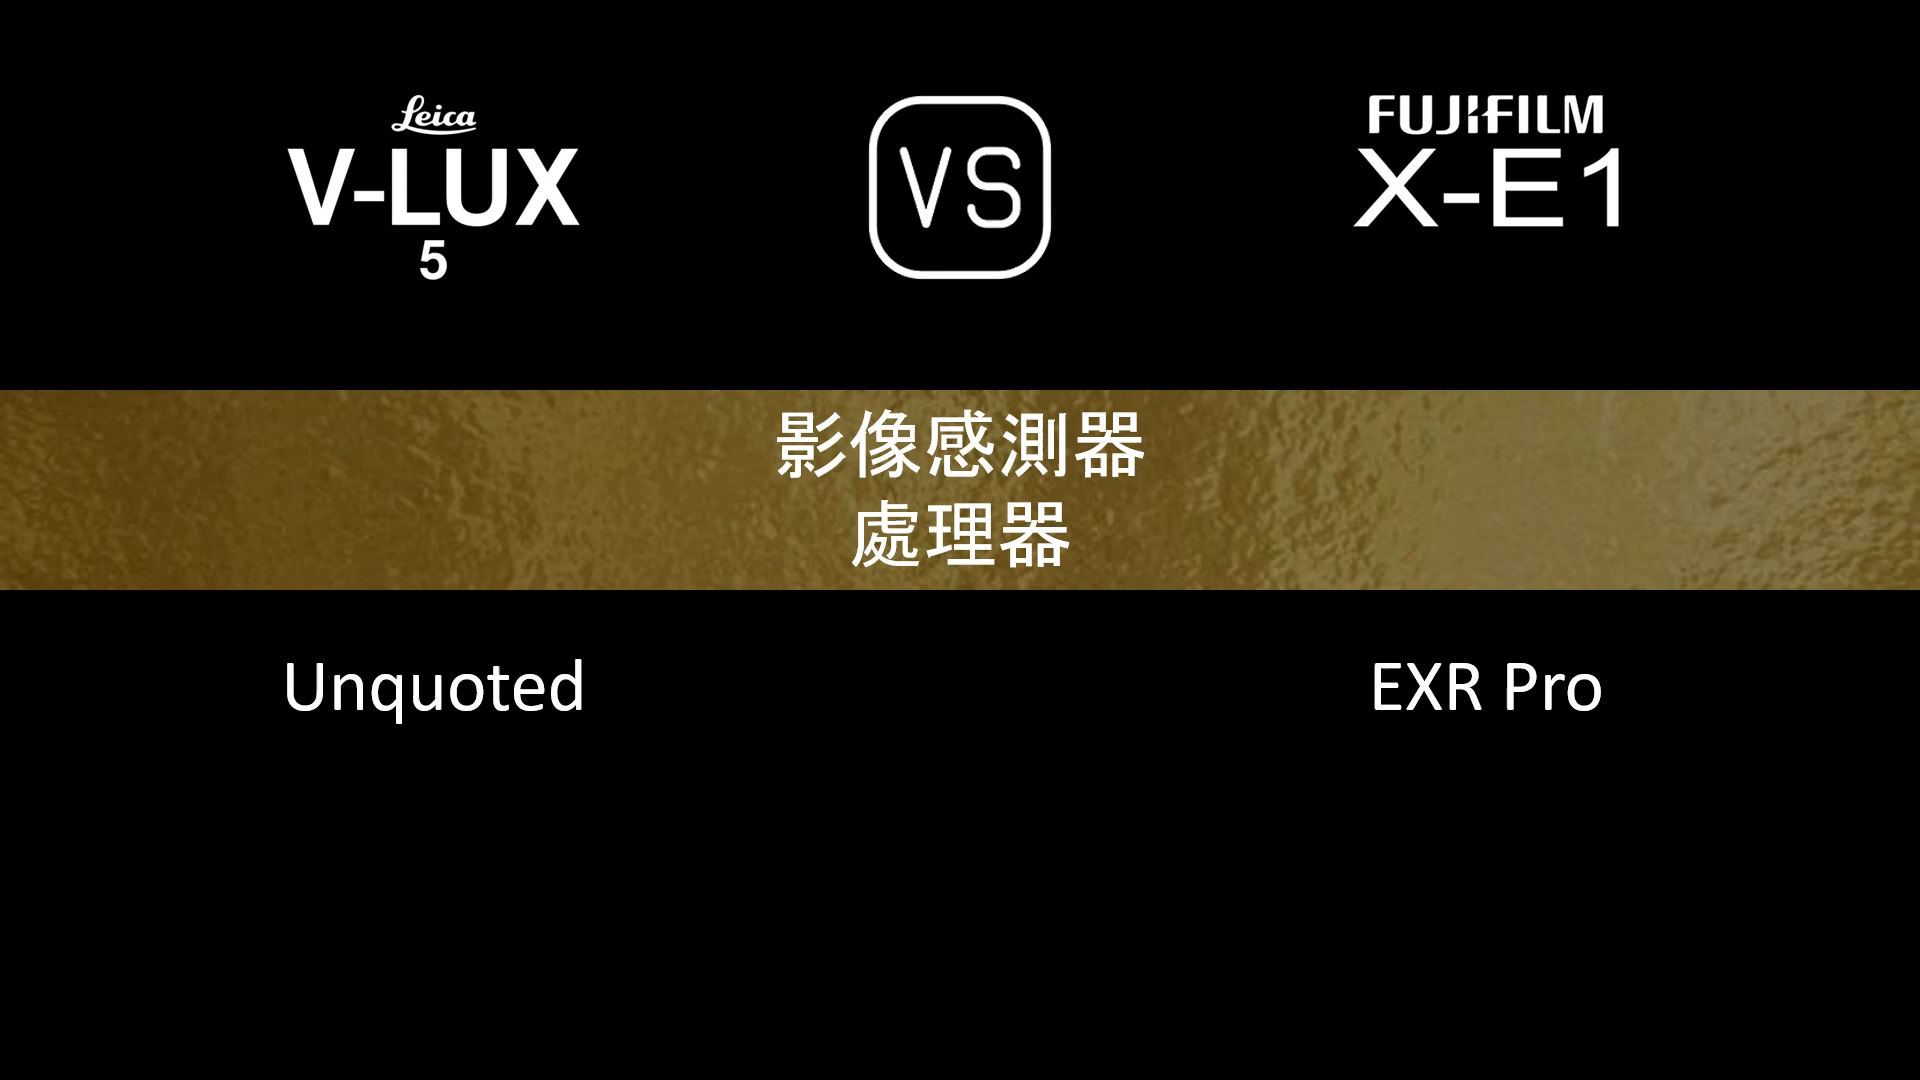 Leica
V-LUX
5
VS
FUJIFILM
X-E1
影像感測器
處理器
Unquoted
EXR Pro